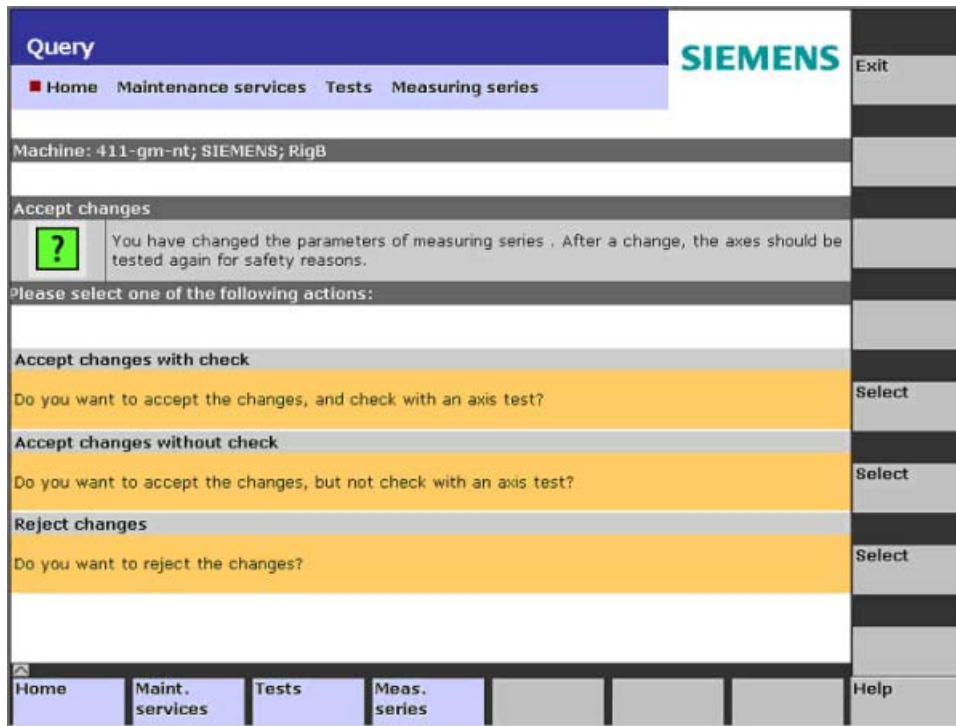 Query
SIEMENS
Exit
Home Maintenance services Tests Measuring series
Machine: 411-gm-nt; SIEMENS; RigB
Accept changes
?
You have changed the parameters of measuring series . After a change, the axes should be
tested again for safety reasons.
Please select one of the following actions:
Accept changes with check
Do you want to accept the changes, and check with an axis test?
Select
Accept changes without check
Do you want to accept the changes, but not check with an axis test?
Select
Reject changes
Do you want to reject the changes?
Select
Home
Maint.
services
Tests
Meas.
series
Help